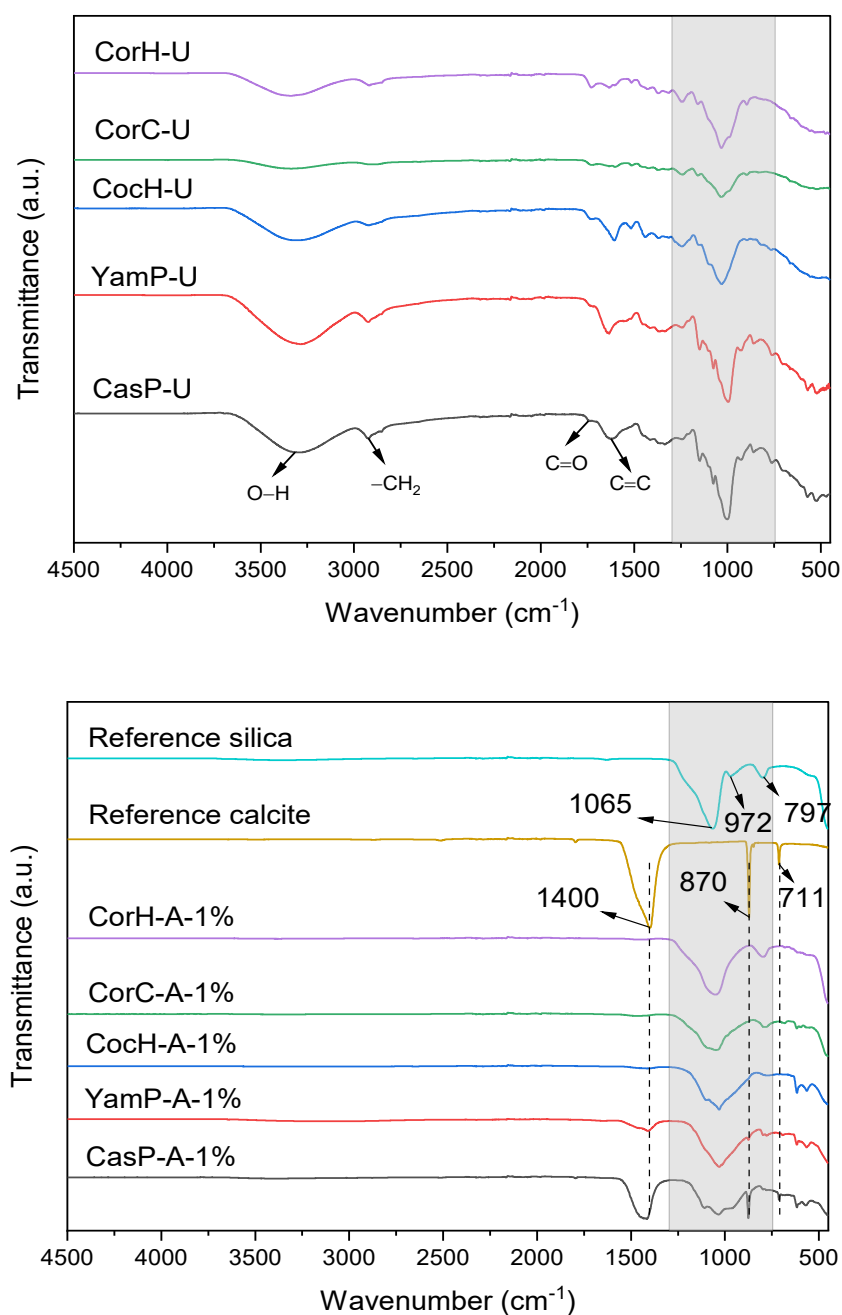 CorH-U
CorC-U
CocH-U
YamP-U
CasP-U
O–H
–CH₂
C=O
C=C
Transmittance (a.u.)
4500 4000 3500 3000 2500 2000 1500 1000 500
Wavenumber (cm⁻¹)
Reference silica
1065
972
797
Reference calcite
1400
870
711
CorH-A-1%
CorC-A-1%
CocH-A-1%
YamP-A-1%
CasP-A-1%
Transmittance (a.u.)
4500 4000 3500 3000 2500 2000 1500 1000 500
Wavenumber (cm⁻¹)